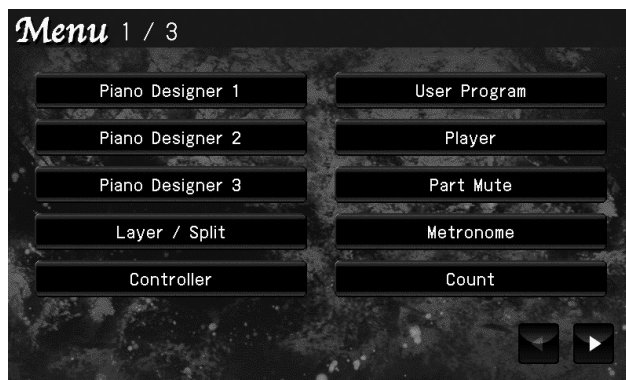 Menu 1 / 3
Piano Designer 1
Piano Designer 2
Piano Designer 3
Layer / Split
Controller
User Program
Player
Part Mute
Metronome
Count